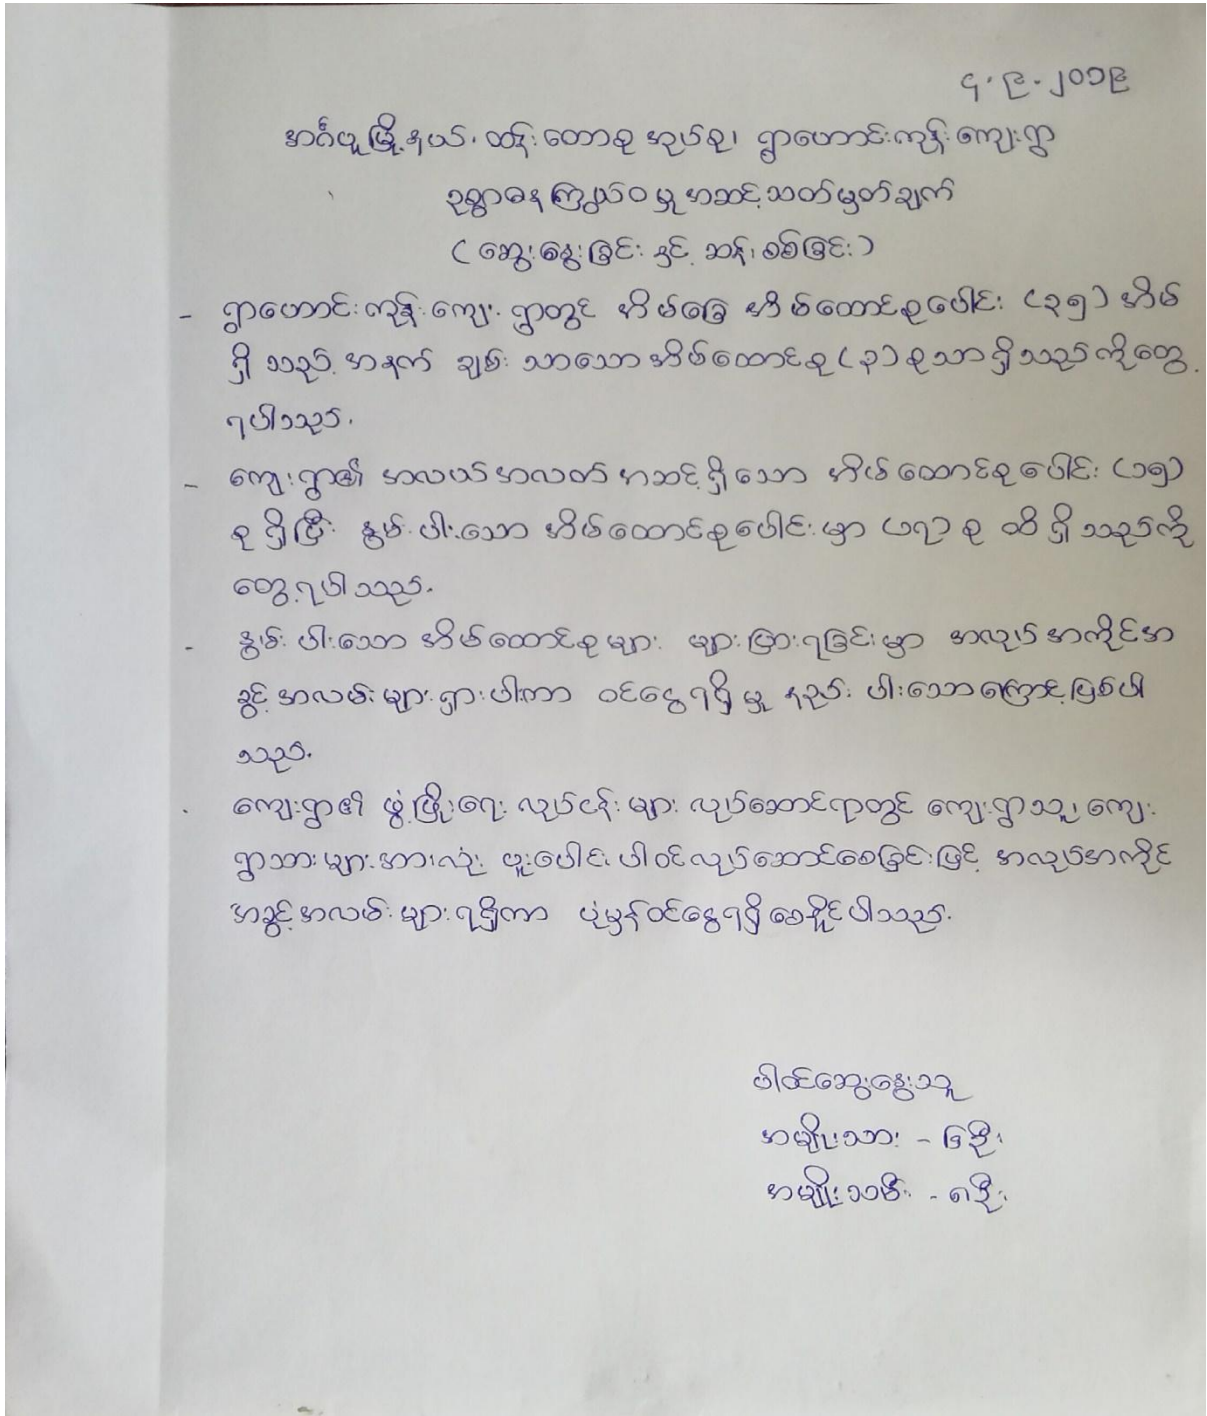 ၄.၉.၂၀၁၉
အင်္ဂပူမြို့နယ်၊ ထန်းတောစု အုပ်စု၊ ရွာဟောင်းကုန်းကျေးရွာ
ဥစ္စာဓနကြွယ်ဝမှုအဆင့်သတ်မှတ်ချက်
(ဆွေးနွေးခြင်းနှင့် ဆန်းစစ်ခြင်း)
- ရွာဟောင်းကုန်းကျေးရွာတွင် အိမ်ခြေ အိမ်ထောင်စုပေါင်း (၃၅) အိမ်
ရှိသည့်အနက် ချမ်းသာသော အိမ်ထောင်စု (၃) စုသာရှိသည်ကိုတွေ့
ရပါသည်.
- ကျေးရွာ၏ အလယ်အလတ်အဆင့်ရှိသော အိမ်ထောင်စုပေါင်း (၁၅)
စုရှိပြီး နွမ်းပါးသော အိမ်ထောင်စုပေါင်းမှာ (၁၇) စု ထိရှိသည်ကို
တွေ့ရပါသည်.
- နွမ်းပါးသော အိမ်ထောင်စုများ များပြားရခြင်းမှာ အလုပ်အကိုင်အ
ခွင့်အလမ်းများရှားပါးကာ ဝင်ငွေရရှိမှု နည်းပါးသောကြောင့်ဖြစ်ပါ
သည်.
- ကျေးရွာ၏ ဖွံ့ဖြိုးရေး လုပ်ငန်းများ လုပ်ဆောင်ရာတွင် ကျေးရွာသူ၊ ကျေး
ရွာသားများအားလုံး ပူးပေါင်းပါဝင်လုပ်ဆောင်စေခြင်းဖြင့် အလုပ်အကိုင်
အခွင့်အလမ်းများရရှိကာ ပုံမှန်ဝင်ငွေရရှိစေနိုင်ပါသည်.
ပါဝင်ဆွေးနွေးသူ
အမျိုးသား - ၆ဦး
အမျိုးသမီး - ၈ဦး